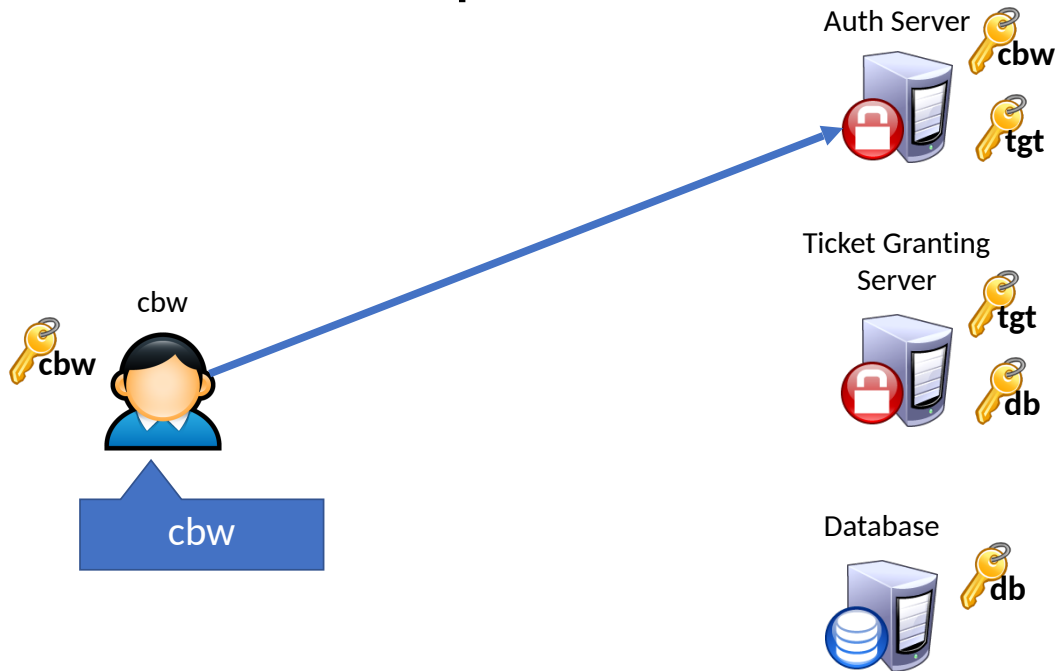 Auth Server
cbw
tgt
Ticket Granting
Server
tgt
db
cbw
cbw
cbw
Database
db